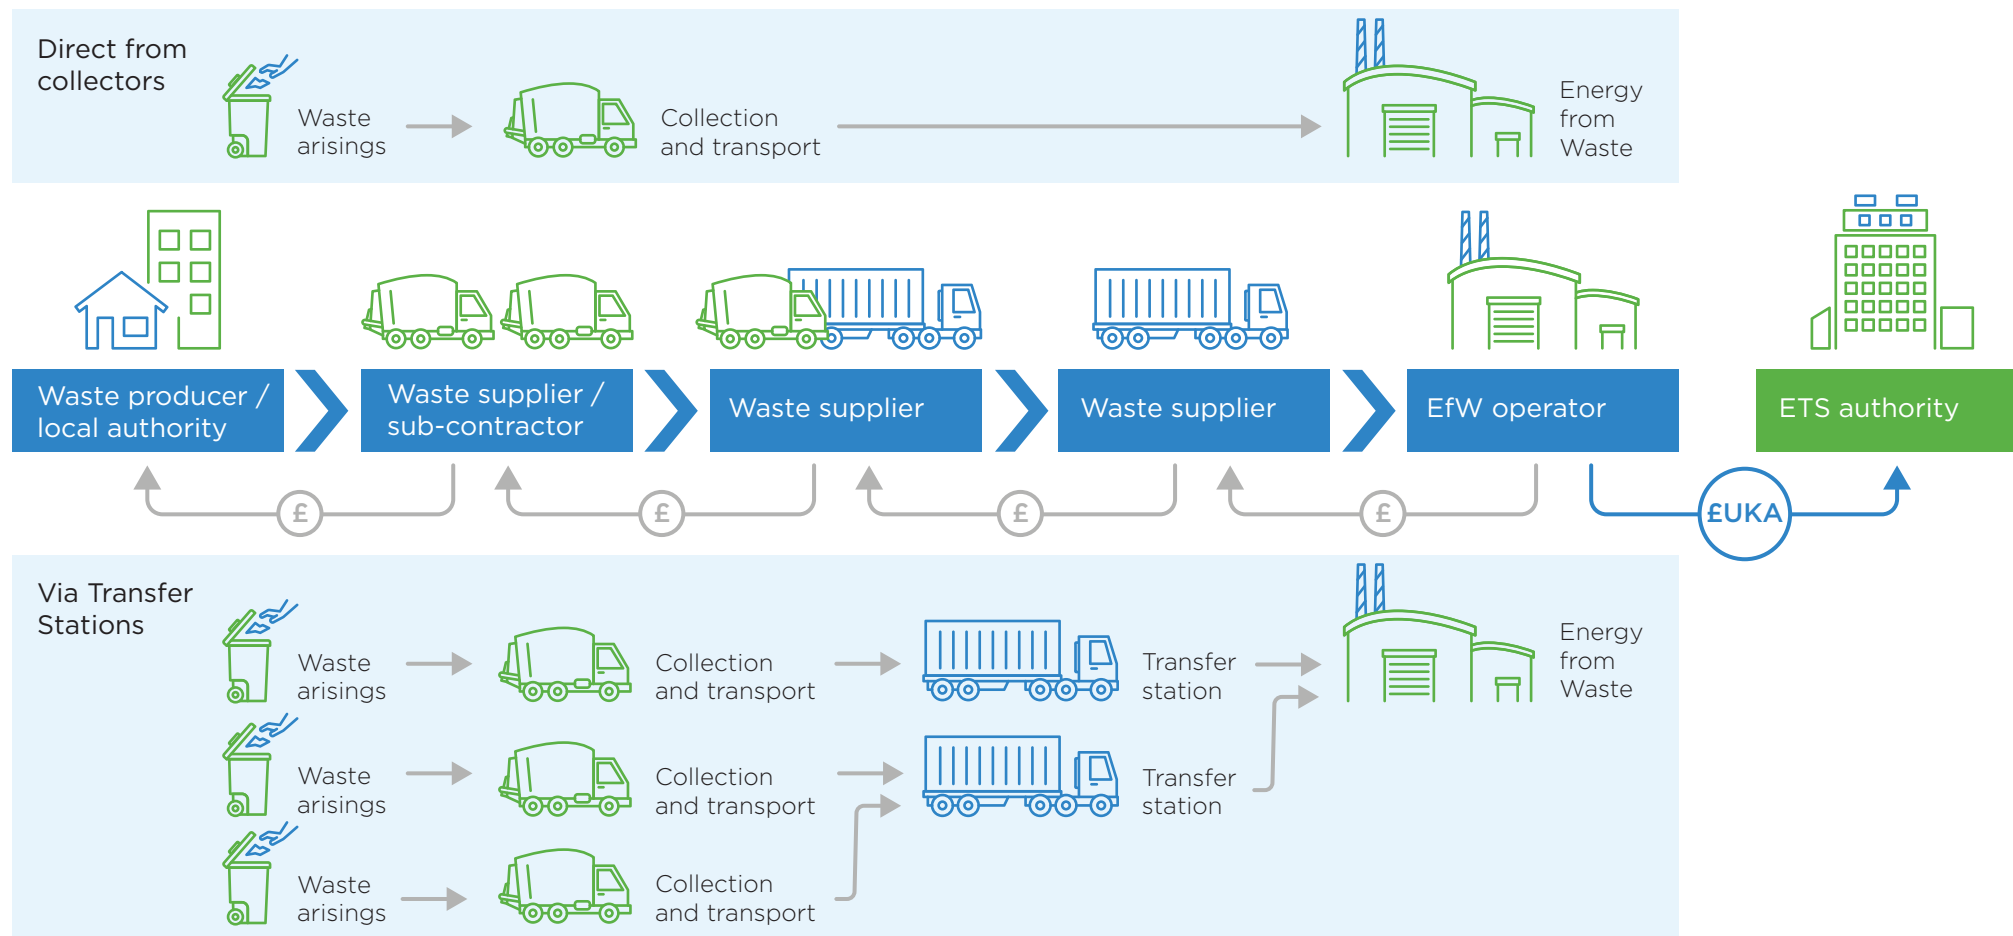 Direct from
collectors
Waste
arisings
Collection
and transport
Energy
from
Waste
Waste producer /
local authority
Waste supplier /
sub-contractor
Waste supplier
Waste supplier
EfW operator
ETS authority
£
£
£
£
£UKA
Via Transfer
Stations
Waste
arisings
Collection
and transport
Transfer
station
Energy
from
Waste
Waste
arisings
Collection
and transport
Transfer
station
Waste
arisings
Collection
and transport